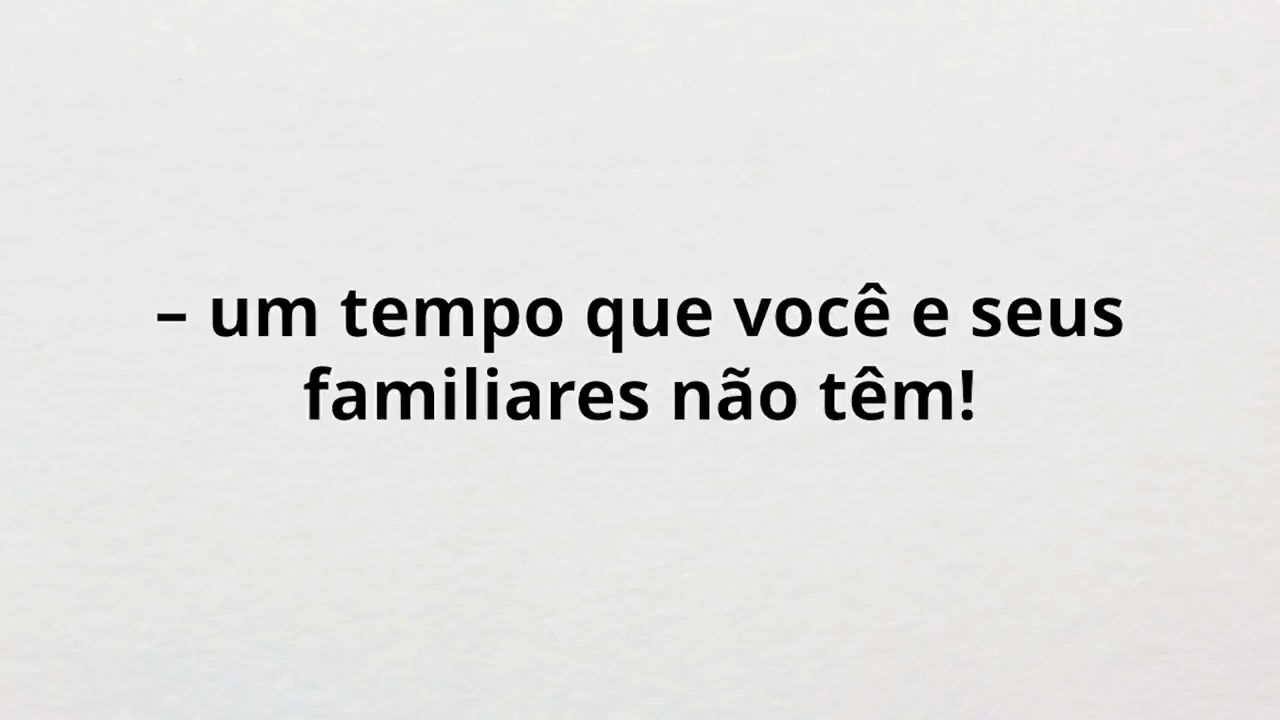 – um tempo que você e seus
familiares não têm!